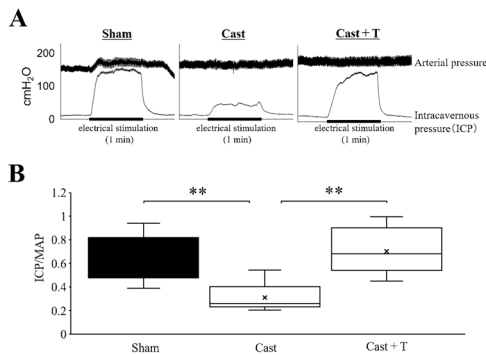 A
Sham
Cast
Cast+T
200
100
0
cmH2O
Arterial pressure
Intracavernous
pressure(ICP)
electrical stimulation
(1 min)
electrical stimulation
(1 min)
electrical stimulation
(1 min)
B
**
**
1.2
1
0.8
0.6
0.4
0.2
0
ICP/MAP
Sham
Cast
Cast+T